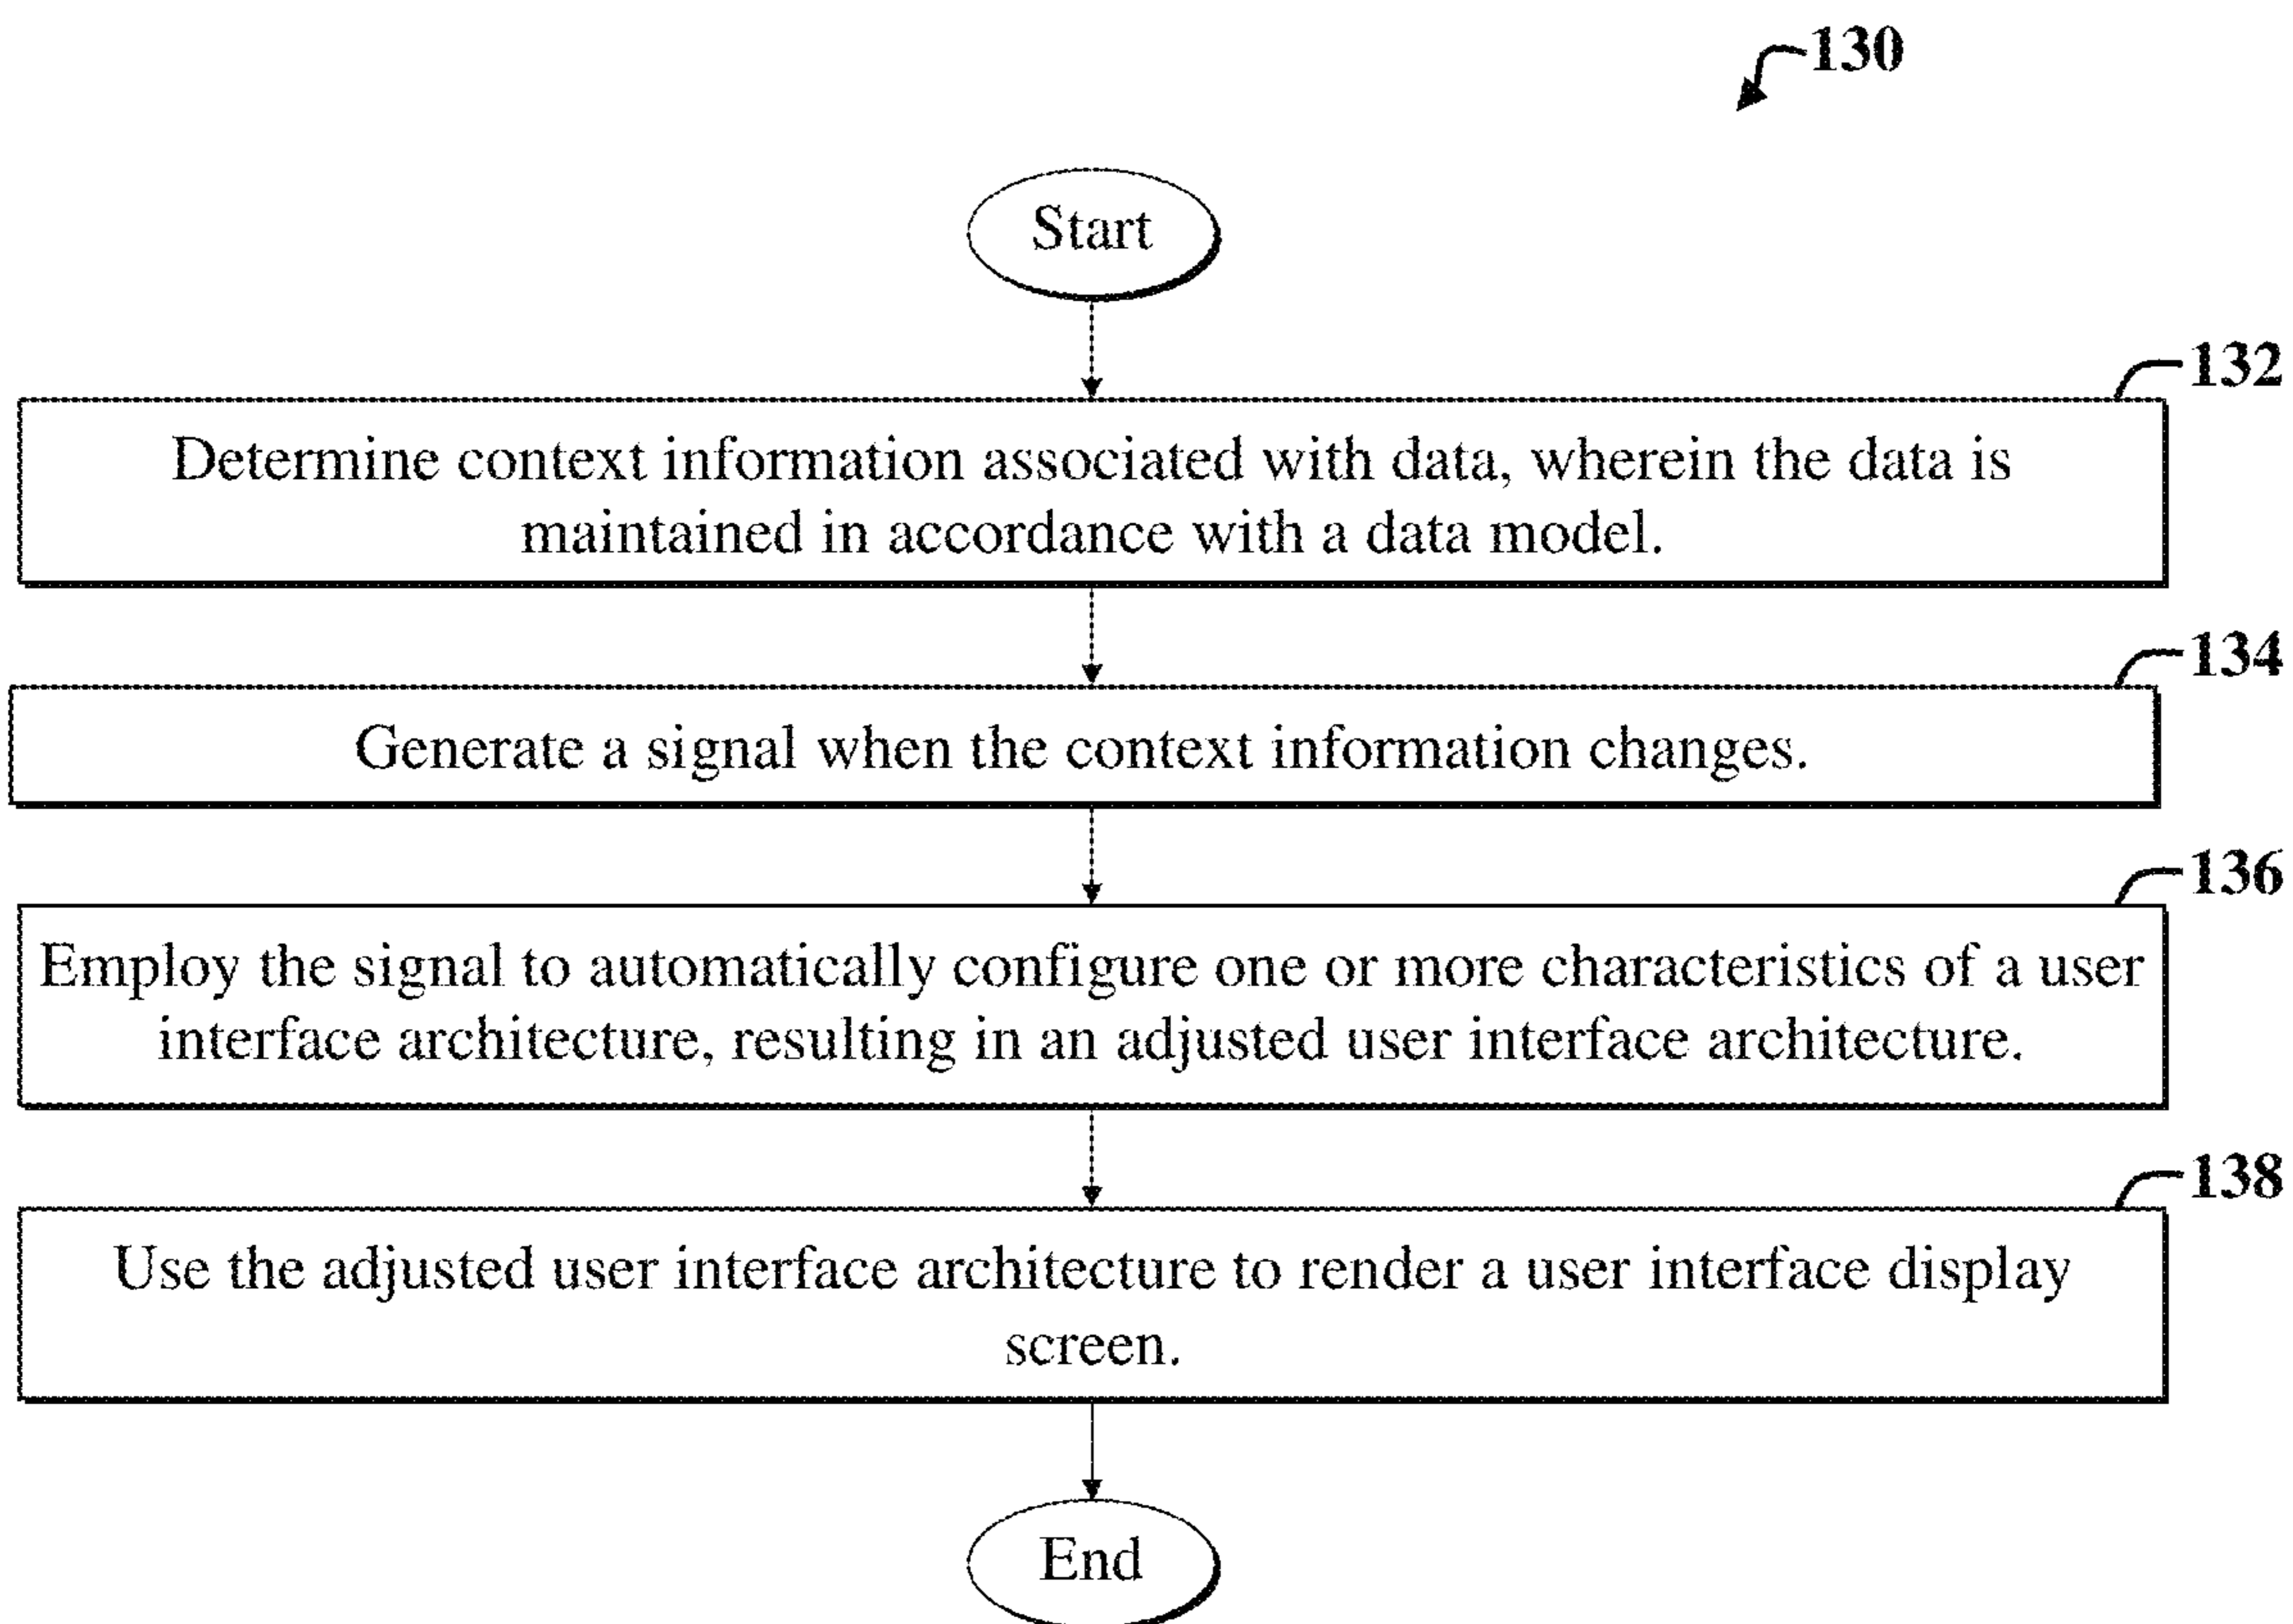 130
Start
132
Determine context information associated with data, wherein the data is
maintained in accordance with a data model.
134
Generate a signal when the context information changes.
136
Employ the signal to automatically configure one or more characteristics of a user
interface architecture, resulting in an adjusted user interface architecture.
138
Use the adjusted user interface architecture to render a user interface display
screen.
End